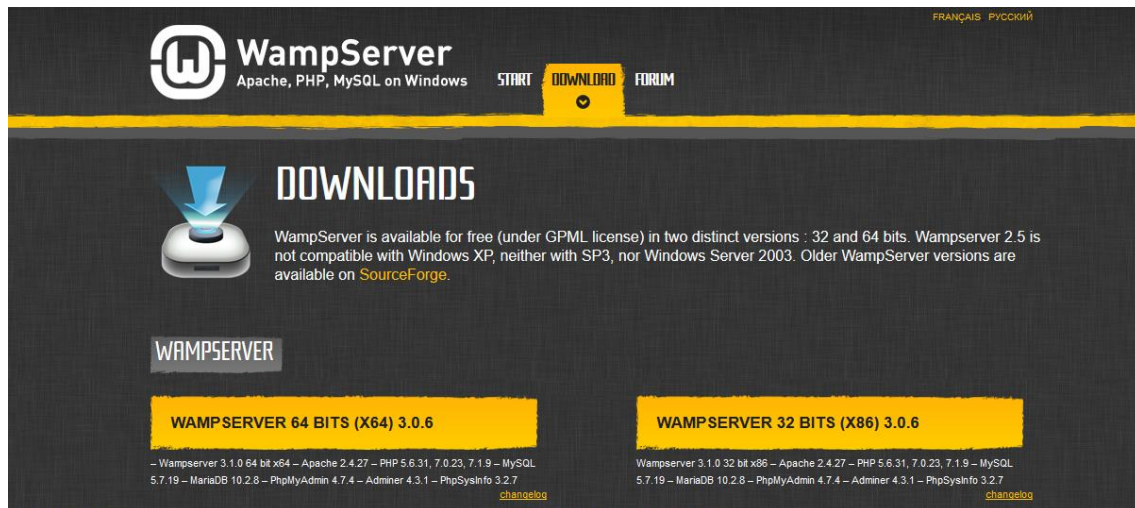 FRANÇAIS РУССКИЙ
WampServer
Apache, PHP, MySQL on Windows
START DOWNLOAD FORUM
DOWNLOADS
WampServer is available for free (under GPML license) in two distinct versions : 32 and 64 bits. Wampserver 2.5 is
not compatible with Windows XP, neither with SP3, nor Windows Server 2003. Older WampServer versions are
available on SourceForge.
WAMPSERVER
WAMPSERVER 64 BITS (X64) 3.0.6
– Wampserver 3.1.0 64 bit x64 – Apache 2.4.27 – PHP 5.6.31, 7.0.23, 7.1.9 – MySQL
5.7.19 – MariaDB 10.2.8 – PhpMyAdmin 4.7.4 – Adminer 4.3.1 – PhpSysInfo 3.2.7
changelog
WAMPSERVER 32 BITS (X86) 3.0.6
Wampserver 3.1.0 32 bit x86 – Apache 2.4.27 – PHP 5.6.31, 7.0.23, 7.1.9 – MySQL
5.7.19 – MariaDB 10.2.8 – PhpMyAdmin 4.7.4 – Adminer 4.3.1 – PhpSysInfo 3.2.7
changelog